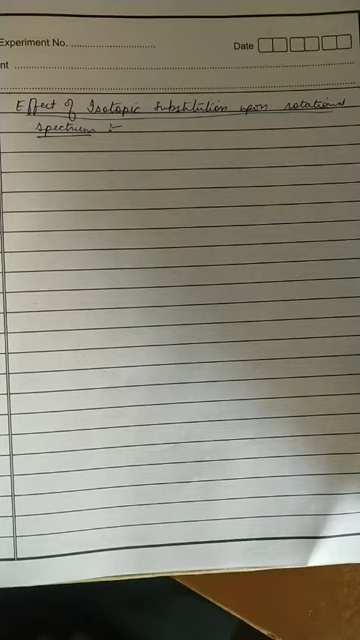 Experiment No. ................................
Date
nt ................................
Effect of Isotopic Substitution upon rotational
spectrum :-